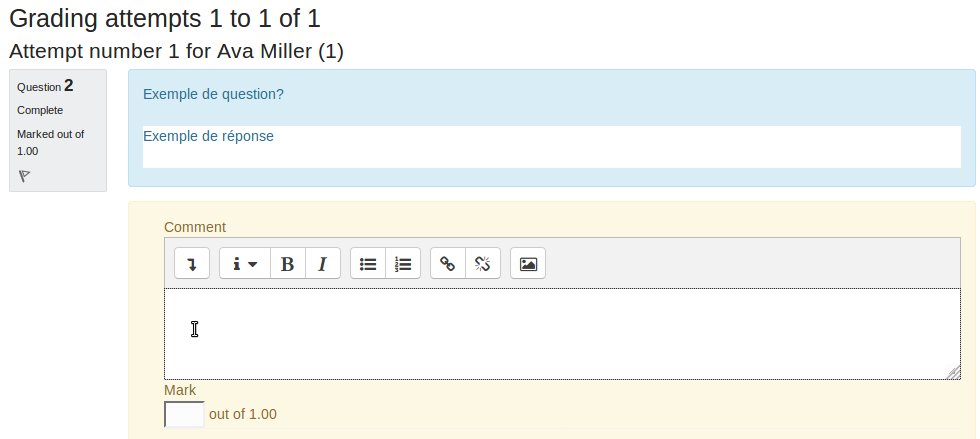 Grading attempts 1 to 1 of 1
Attempt number 1 for Ava Miller (1)
Question 2
Complete
Marked out of
1.00
Exemple de question?
Exemple de réponse
Comment
i B I
Mark
out of 1.00